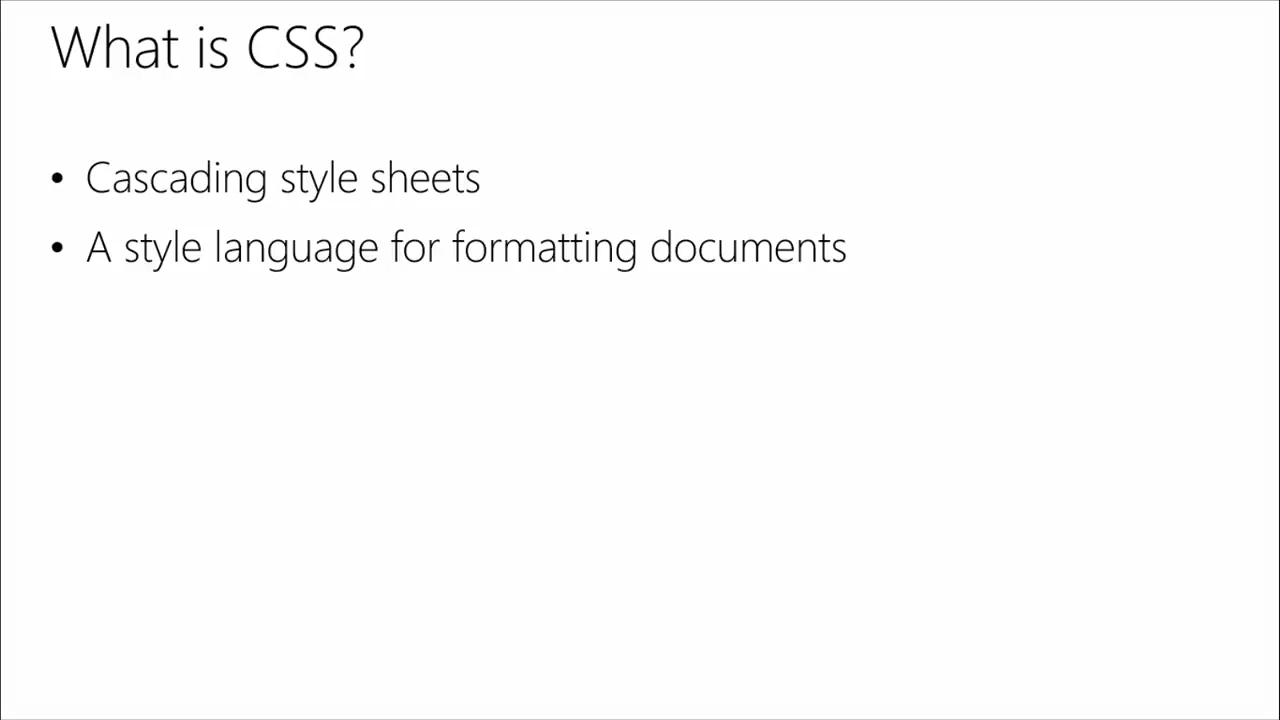 What is CSS?
• Cascading style sheets
• A style language for formatting documents